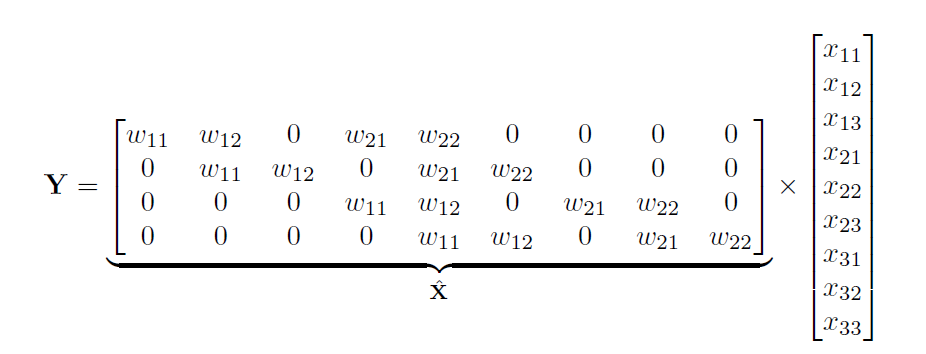 Y = [ w11 w12 0 w21 w22 0 0 0 0 ] × [ x11 ]
[ 0 w11 w12 0 w21 w22 0 0 0 ] [ x12 ]
[ 0 0 0 w11 w12 0 w21 w22 0 ] [ x13 ]
[ 0 0 0 0 w11 w12 0 w21 w22 ] [ x21 ]
[ x22 ]
[ x23 ]
[ x31 ]
[ x32 ]
[ x33 ]
X̂